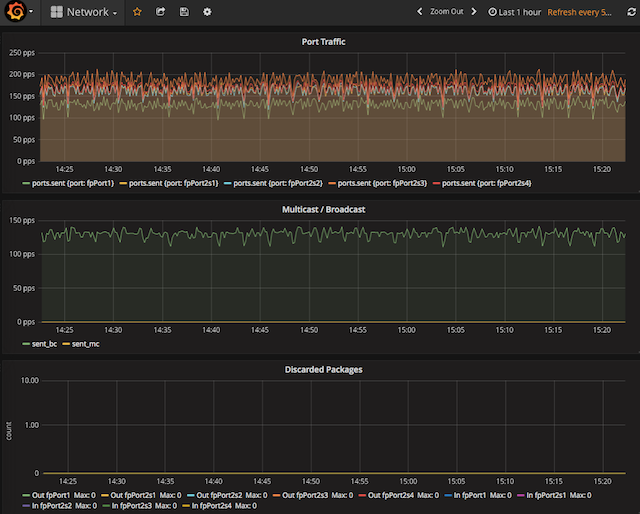 Network
Zoom Out
Last 1 hour
Refresh every 5...
Port Traffic
250 pps
200 pps
150 pps
100 pps
50 pps
0 pps
14:25 14:30 14:35 14:40 14:45 14:50 14:55 15:00 15:05 15:10 15:15 15:20
ports.sent {port: fpPort1} ports.sent {port: fpPort2s1} ports.sent {port: fpPort2s2} ports.sent {port: fpPort2s3} ports.sent {port: fpPort2s4}
Multicast / Broadcast
150 pps
100 pps
50 pps
0 pps
14:25 14:30 14:35 14:40 14:45 14:50 14:55 15:00 15:05 15:10 15:15 15:20
sent_bc sent_mc
Discarded Packages
10.00
1.00
0
count
14:25 14:30 14:35 14:40 14:45 14:50 14:55 15:00 15:05 15:10 15:15 15:20
Out fpPort1 Max: 0 Out fpPort2s1 Max: 0 Out fpPort2s2 Max: 0 Out fpPort2s3 Max: 0 Out fpPort2s4 Max: 0 In fpPort1 Max: 0 In fpPort2s1 Max: 0
In fpPort2s2 Max: 0 In fpPort2s3 Max: 0 In fpPort2s4 Max: 0